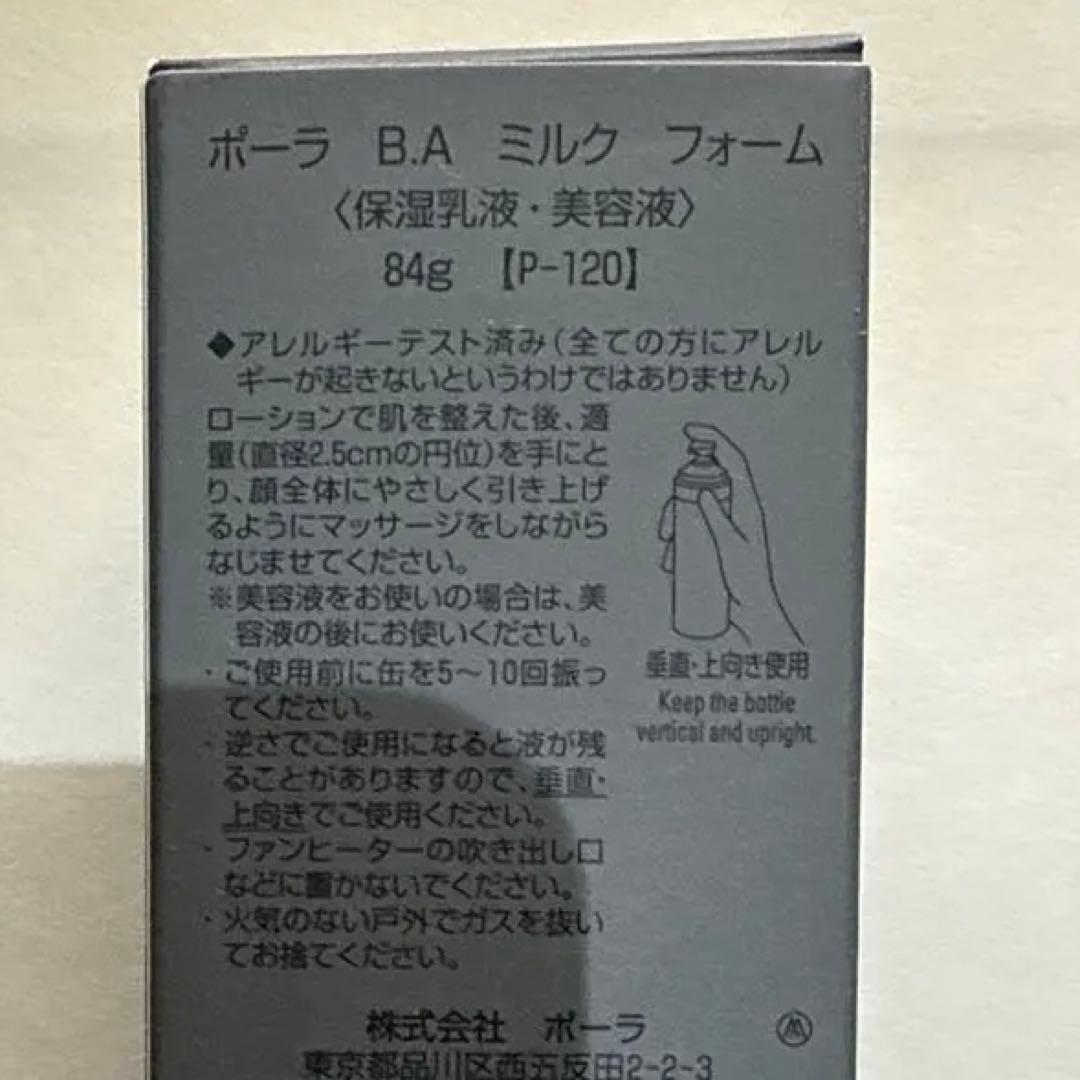 ポーラ B.A ミルク フォーム
〈保湿乳液・美容液〉
84g 【P-120】
◆アレルギーテスト済み(全ての方にアレル
ギーが起きないというわけではありません)
ローションで肌を整えた後、適
量(直径2.5cmの円位)を手にと
り、顔全体にやさしく引き上げ
るようにマッサージをしながら
なじませてください。
※美容液をお使いの場合は、美
容液の後にお使いください。
・ご使用前に缶を5〜10回振っ
てください。
・逆さでご使用になると液が残
ることがありますので、垂直・
上向きでご使用ください。
・ファンヒーターの吹き出し口
などに置かないでください。
・火気のない戸外でガスを抜い
てお捨てください。
垂直・上向き使用
Keep the bottle
vertical and upright.
株式会社 ポーラ
東京都品川区西五反田2-2-3